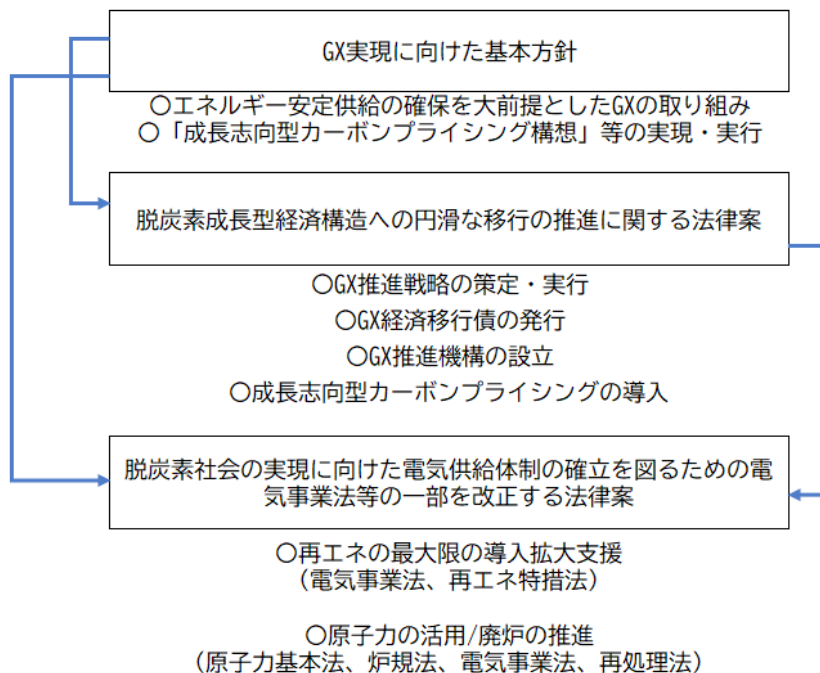 GX実現に向けた基本方針
○エネルギー安定供給の確保を大前提としたGXの取り組み
○「成長志向型カーボンプライシング構想」等の実現・実行
脱炭素成長型経済構造への円滑な移行の推進に関する法律案
○GX推進戦略の策定・実行
○GX経済移行債の発行
○GX推進機構の設立
○成長志向型カーボンプライシングの導入
脱炭素社会の実現に向けた電気供給体制の確立を図るための電
気事業法等の一部を改正する法律案
○再エネの最大限の導入拡大支援
（電気事業法、再エネ特措法）
○原子力の活用/廃炉の推進
（原子力基本法、炉規法、電気事業法、再処理法）